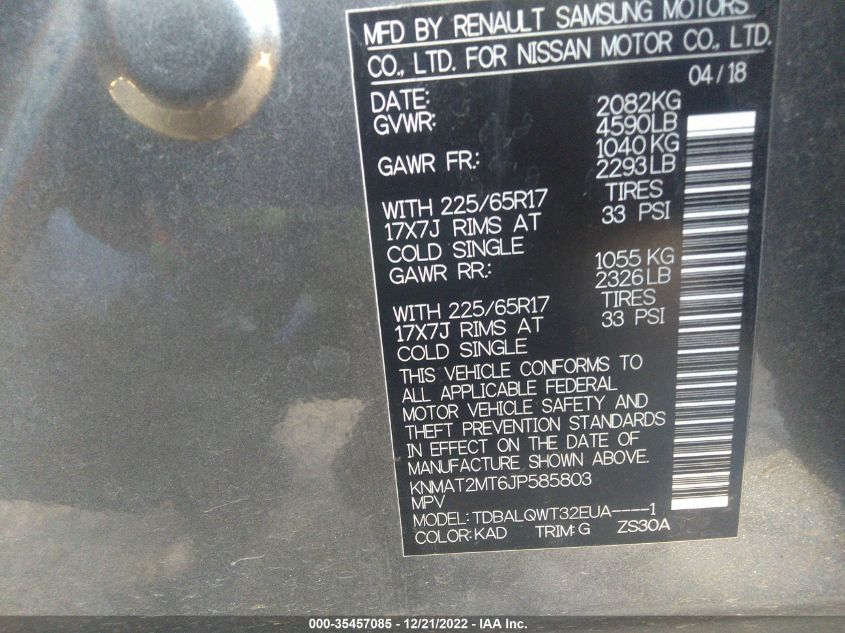 MFD BY RENAULT SAMSUNG MOTORS
CO., LTD. FOR NISSAN MOTOR CO., LTD.
04/18
DATE: 2082KG
GVWR: 4590LB
1040KG
GAWR FR.: 2293LB
WITH 225/65R17 TIRES
17X7J RIMS AT 33 PSI
COLD SINGLE
1055KG
GAWR RR.: 2326LB
WITH 225/65R17 TIRES
17X7J RIMS AT 33 PSI
COLD SINGLE
THIS VEHICLE CONFORMS TO
ALL APPLICABLE FEDERAL
MOTOR VEHICLE SAFETY AND
THEFT PREVENTION STANDARDS
IN EFFECT ON THE DATE OF
MANUFACTURE SHOWN ABOVE.
KNMAT2MT6JP585803
MPV
MODEL:TDBALQWT32EUA----1
COLOR:KAD TRIM:G ZS30A
000-35457085 - 12/21/2022 - IAA Inc.